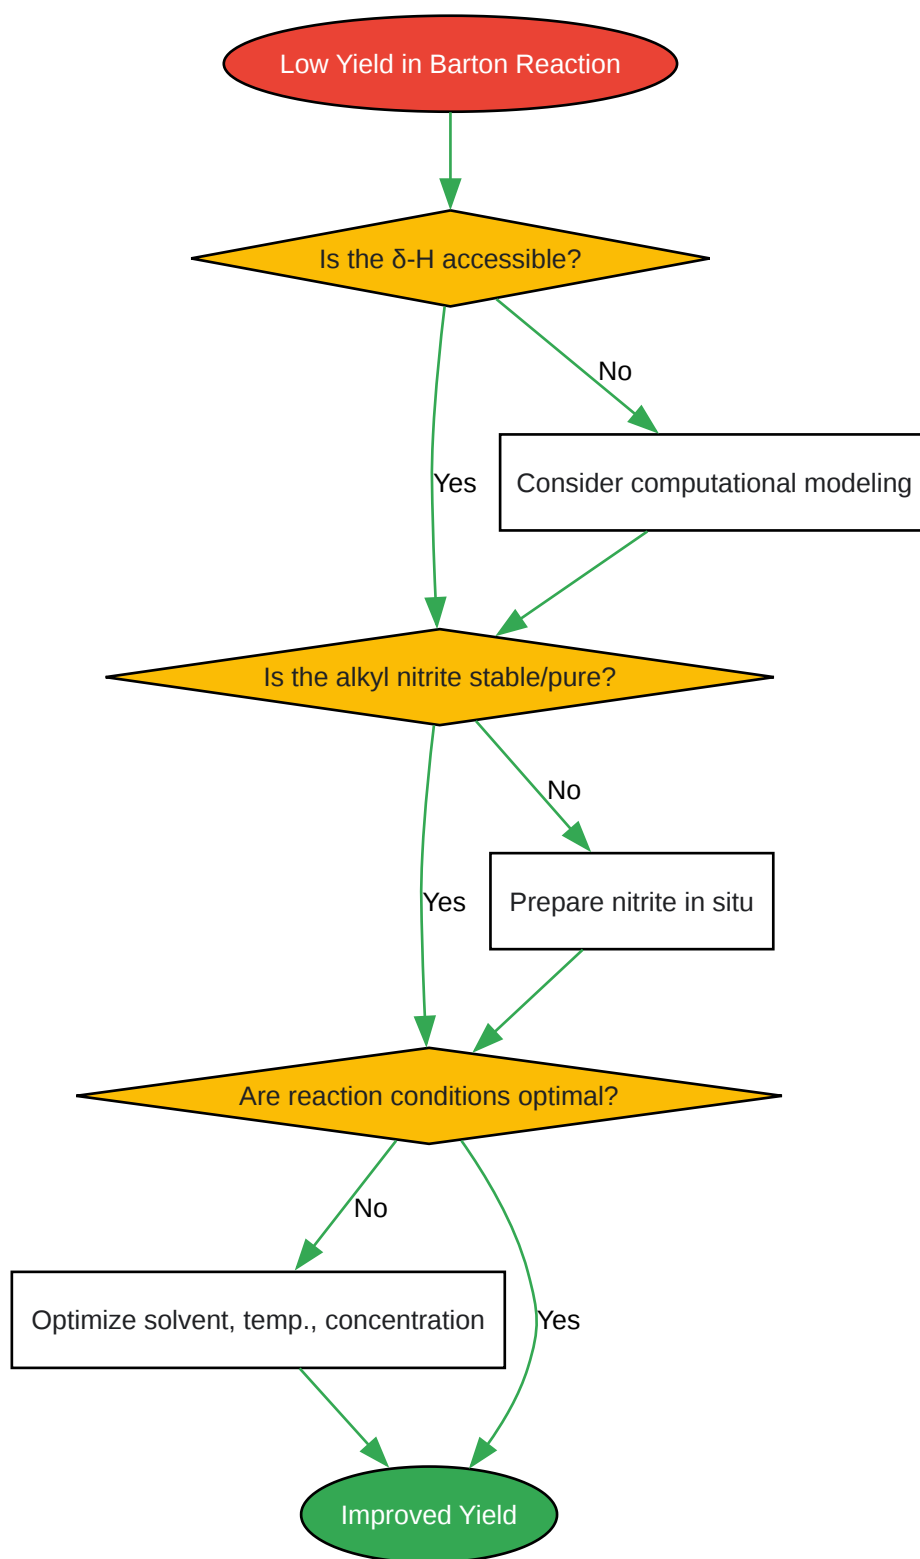 Low Yield in Barton Reaction
Is the δ-H accessible?
No
Yes
Consider computational modeling
Is the alkyl nitrite stable/pure?
No
Yes
Prepare nitrite in situ
Are reaction conditions optimal?
No
Optimize solvent, temp., concentration
Yes
Improved Yield